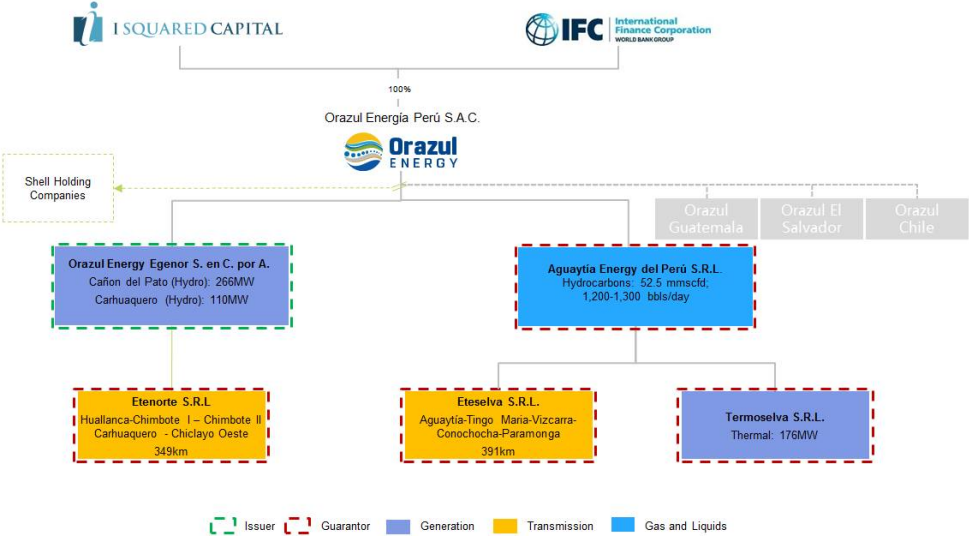 I SQUARED CAPITAL
IFC
International
Finance Corporation
WORLD BANK GROUP
100%
Orazul Energía Perú S.A.C.
Orazul
ENERGY
Shell Holding
Companies
Orazul
Guatemala
Orazul El
Salvador
Orazul
Chile
Orazul Energy Egenor S. en C. por A.
Cañon del Pato (Hydro): 266MW
Carhuaquero (Hydro): 110MW
Aguaytía Energy del Perú S.R.L.
Hydrocarbons: 52.5 mmscfd;
1,200-1,300 bbls/day
Etenorte S.R.L
Huallanca-Chimbote I – Chimbote II
Carhuaquero - Chiclayo Oeste
349km
Eteselva S.R.L.
Aguaytía-Tingo Maria-Vizcarra-
Conochocha-Paramonga
391km
Termoselva S.R.L.
Thermal: 176MW
Issuer
Guarantor
Generation
Transmission
Gas and Liquids